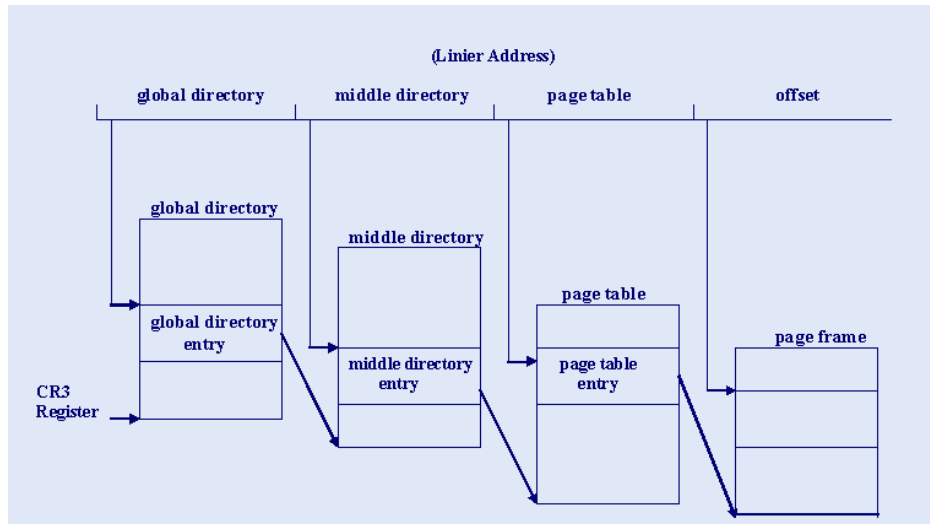 (Linier Address)
global directory
middle directory
page table
offset
global directory
middle directory
page table
page frame
global directory
entry
middle directory
entry
page table
entry
CR3
Register